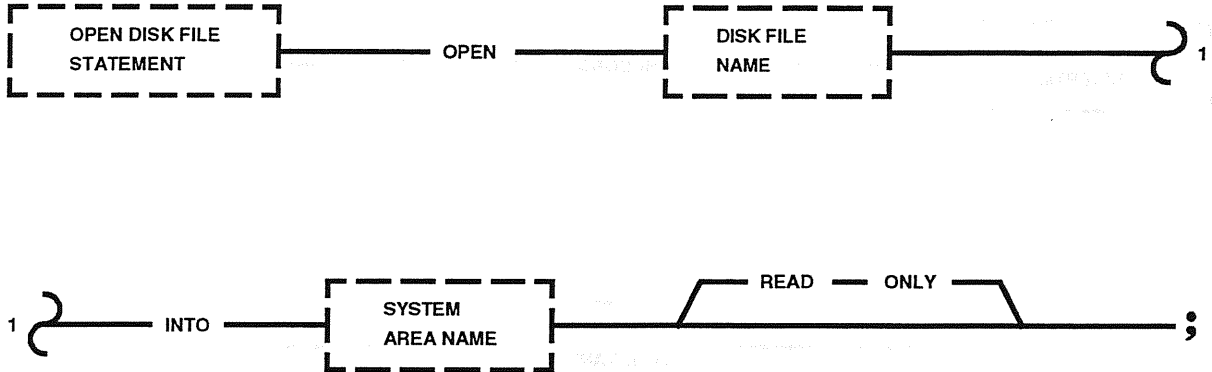 OPEN DISK FILE
STATEMENT
OPEN
DISK FILE
NAME
1
1
INTO
SYSTEM
AREA NAME
READ ONLY
;